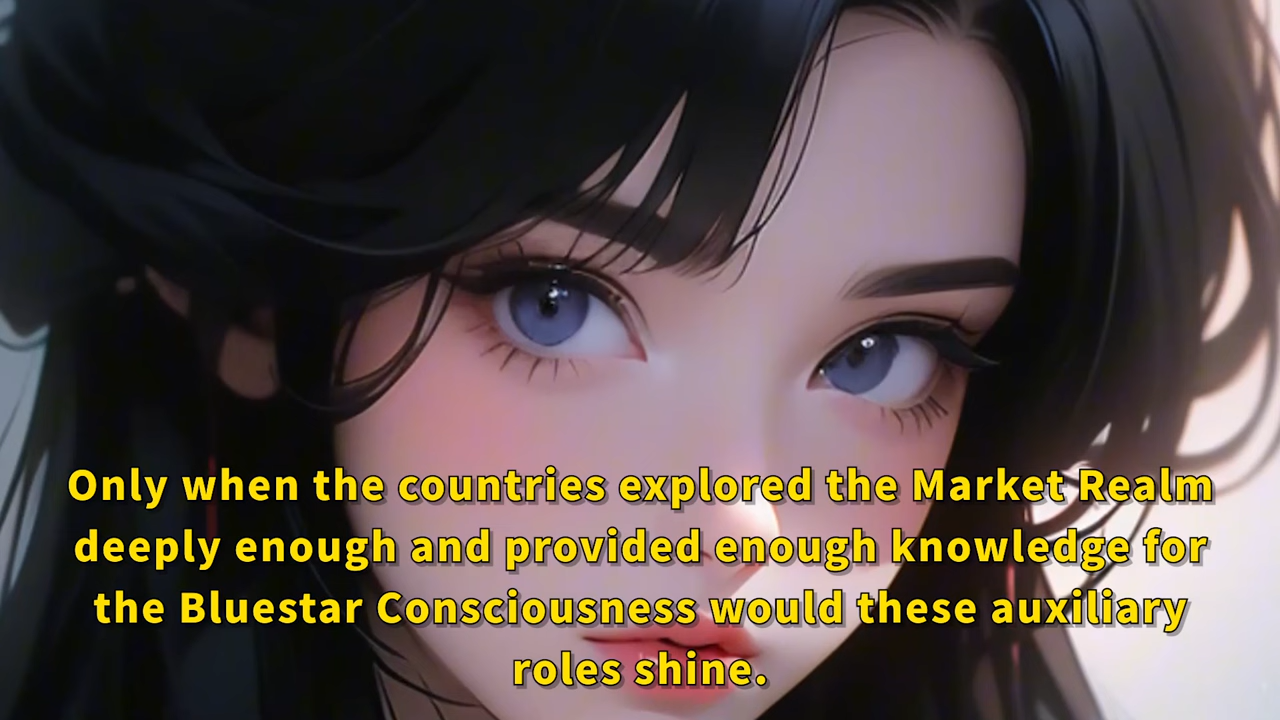 Only when the countries explored the Market Realm
deeply enough and provided enough knowledge for
the Bluestar Consciousness would these auxiliary
roles shine.